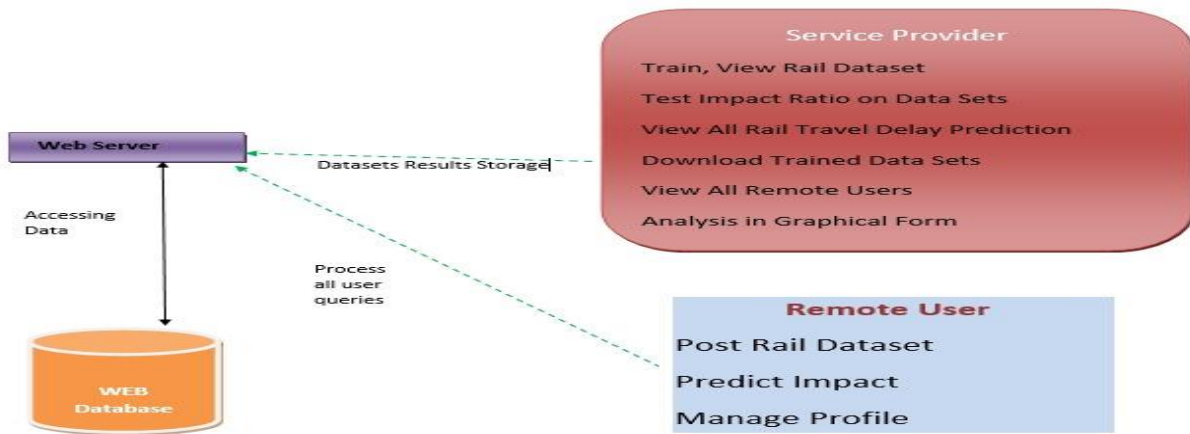 Service Provider
Train, View Rail Dataset
Test Impact Ratio on Data Sets
View All Rail Travel Delay Prediction
Download Trained Data Sets
View All Remote Users
Analysis in Graphical Form
Web Server
Datasets Results Storage
Accessing
Data
Process
all user
queries
Remote User
Post Rail Dataset
Predict Impact
Manage Profile
WEB
Database